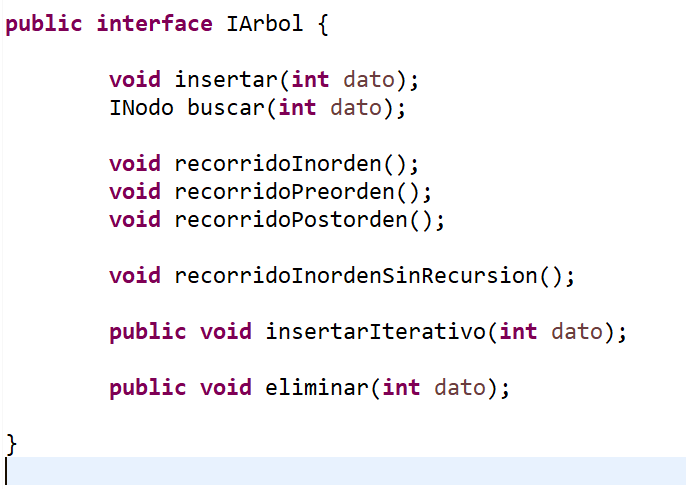 public interface IArbol {
void insertar(int dato);
INodo buscar(int dato);
void recorridoInorden();
void recorridoPreorden();
void recorridoPostorden();
void recorridoInordenSinRecursion();
public void insertarIterativo(int dato);
public void eliminar(int dato);
}